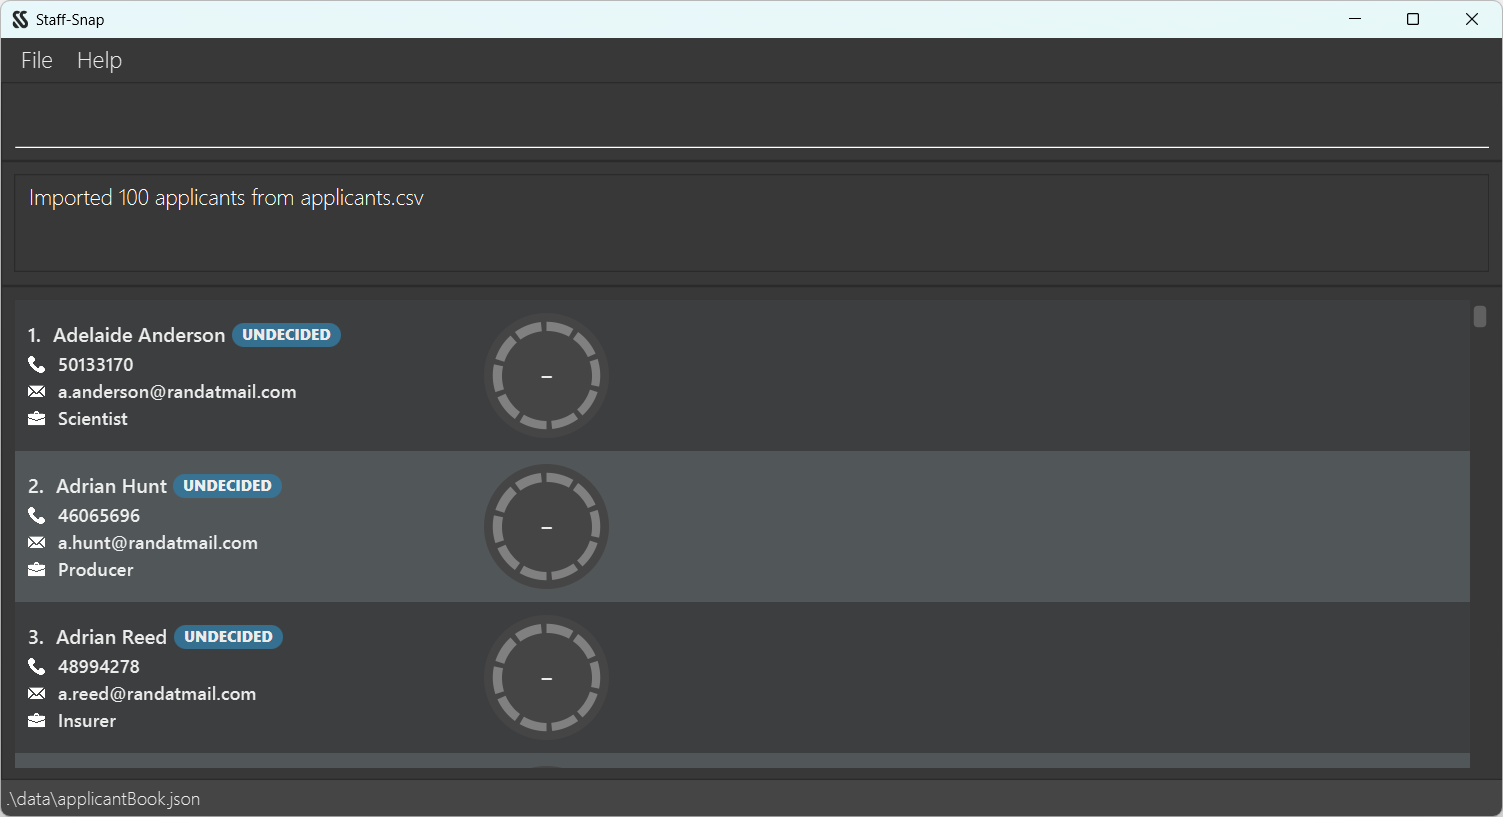 Staff-Snap
File Help
Imported 100 applicants from applicants.csv
1. Adelaide Anderson UNDECIDED
50133170
a.anderson@randatmail.com
Scientist
–
2. Adrian Hunt UNDECIDED
46065696
a.hunt@randatmail.com
Producer
–
3. Adrian Reed UNDECIDED
48994278
a.reed@randatmail.com
Insurer
–
.\data\applicantBook.json